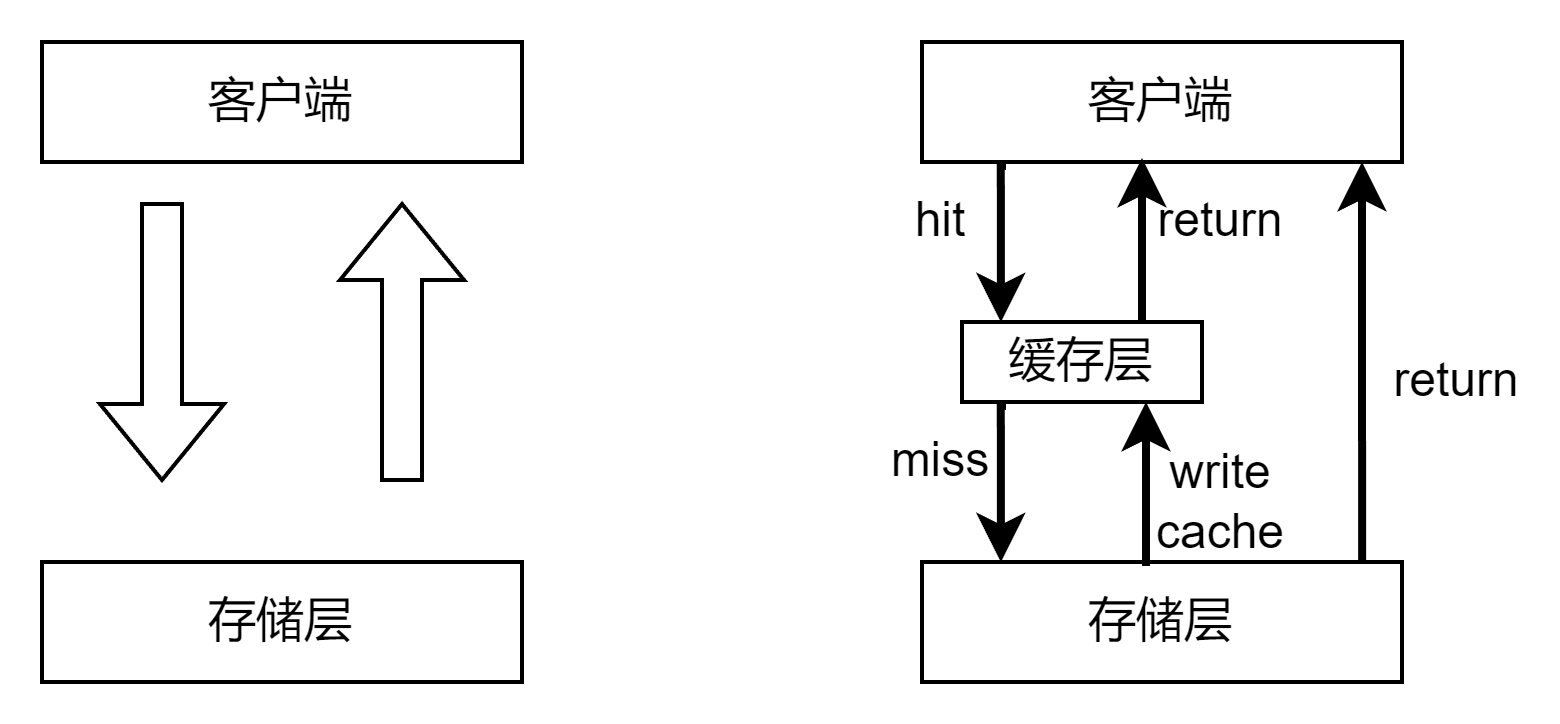 客户端
存储层
客户端
hit
return
缓存层
return
miss
write
cache
存储层